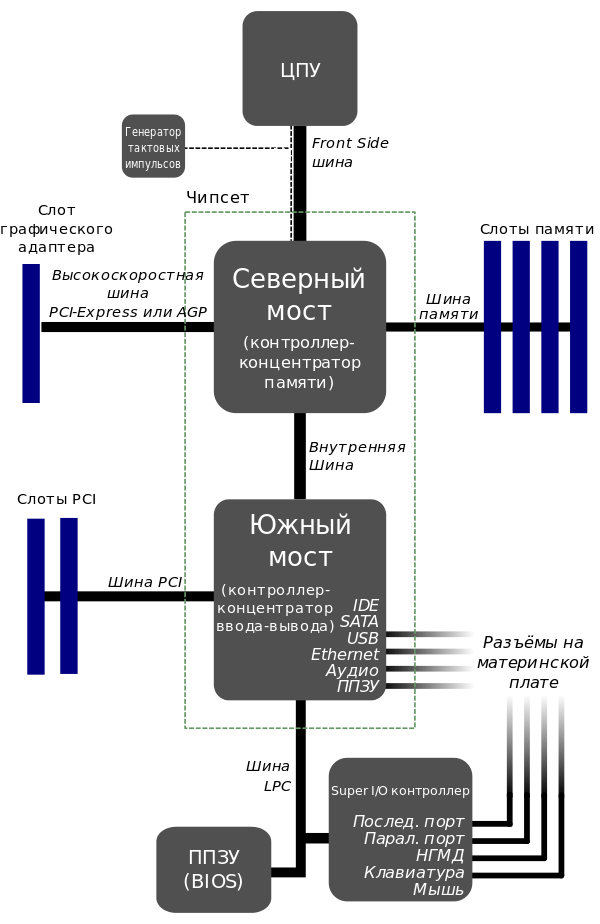 ЦПУ
Генератор
тактовых
импульсов
Front Side
шина
Чипсет
Слот
графического
адаптера
Слоты памяти
Высокоскоростная
шина
PCI-Express или AGP
Северный
мост
(контроллер-
концентратор
памяти)
Шина
памяти
Внутренняя
Шина
Слоты PCI
Шина PCI
Южный
мост
(контроллер-
концентратор
ввода-вывода)
IDE
SATA
USB
Ethernet
Аудио
ППЗУ
Разъёмы на
материнской
плате
Шина
LPC
Super I/O контроллер
Послед. порт
Парал. порт
НГМД
Клавиатура
Мышь
ППЗУ
(BIOS)